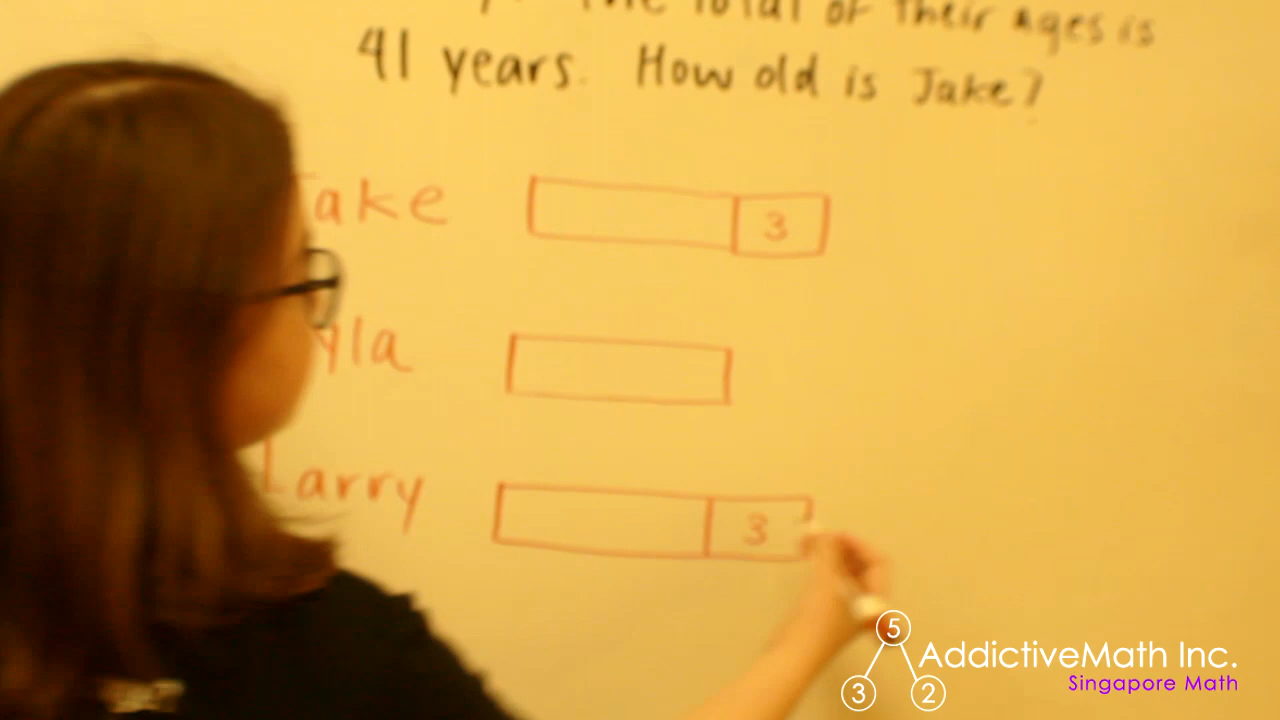 The total of their ages is
41 years. How old is Jake?
ake
3
yla
Larry
3
5
3
2
AddictiveMath Inc.
Singapore Math